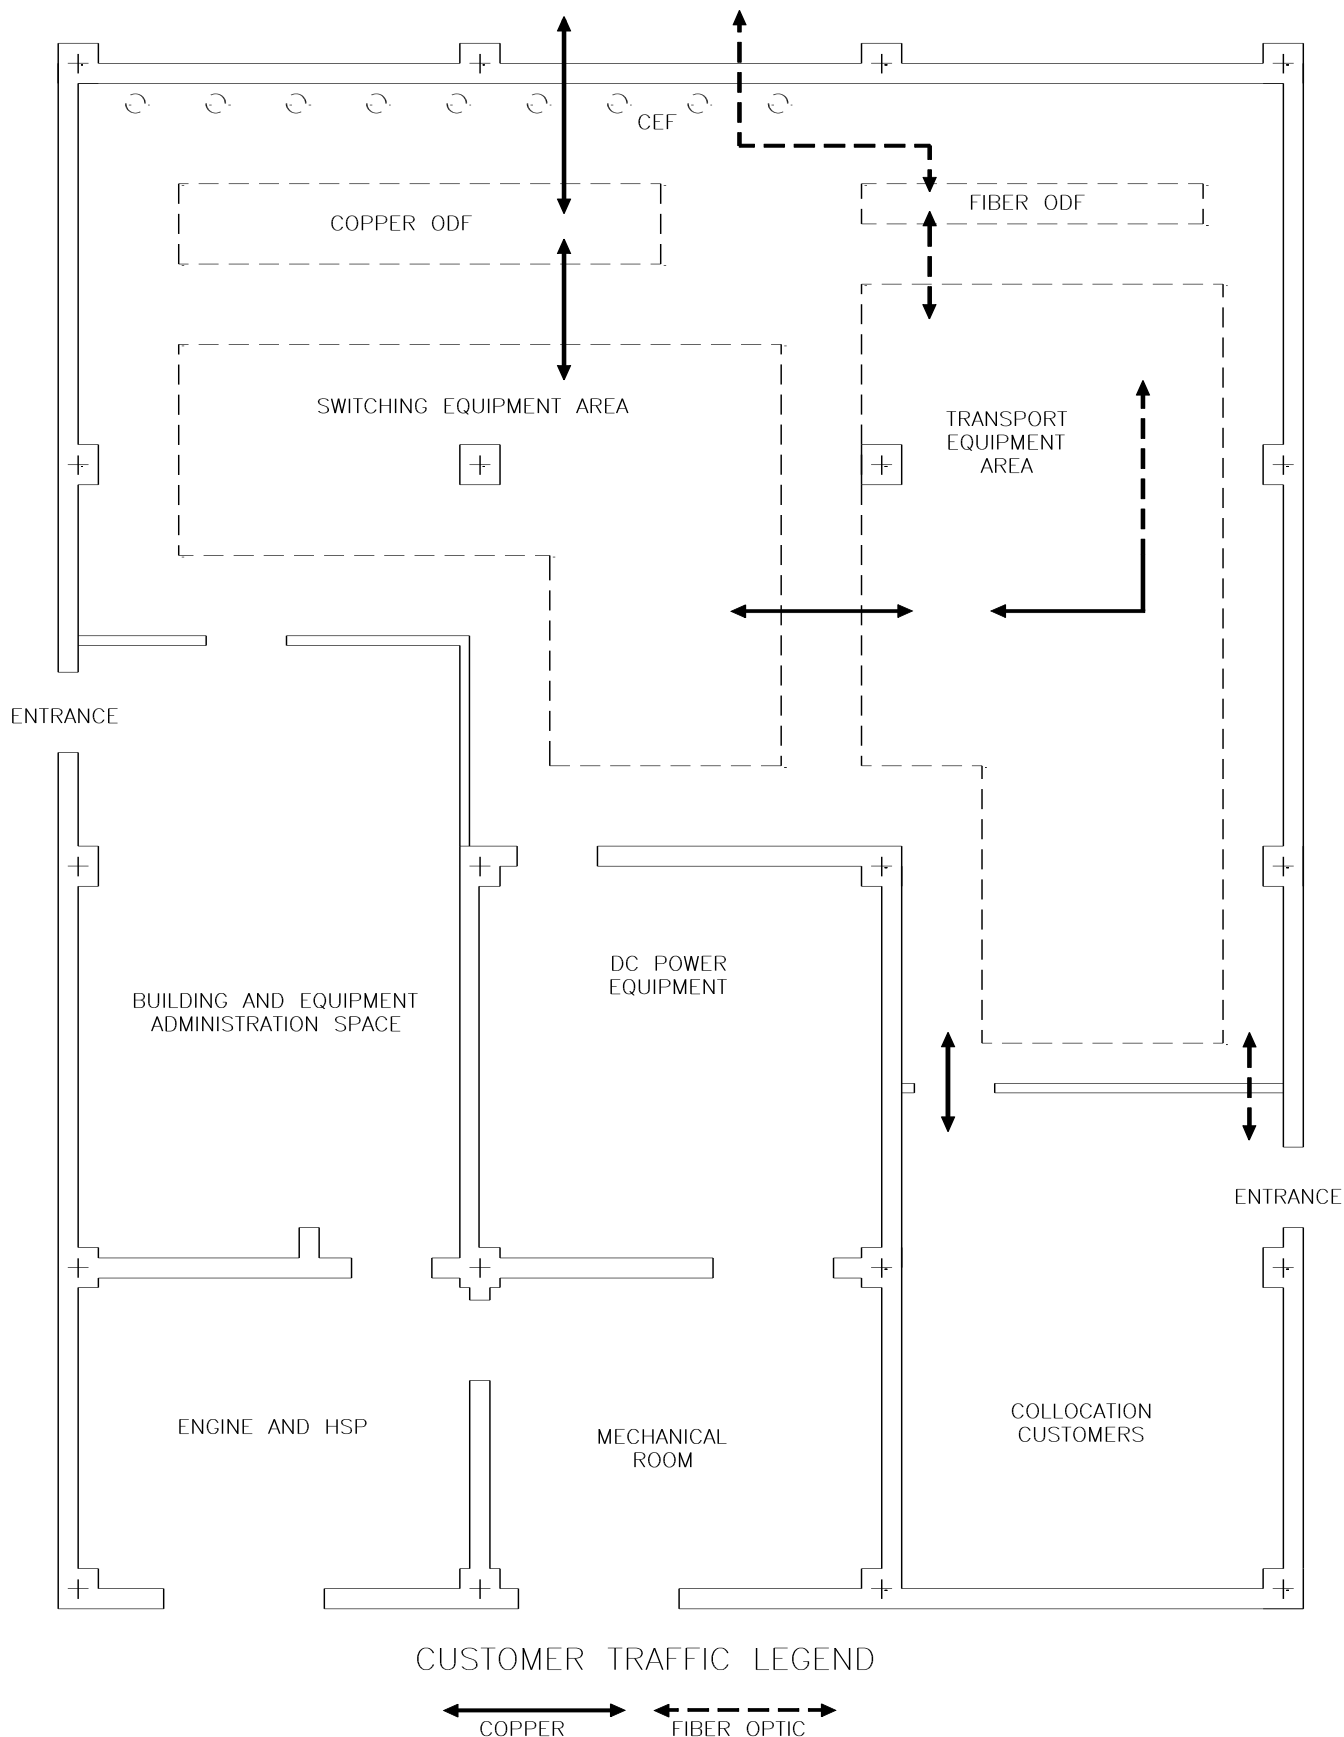 CEF
COPPER ODF
FIBER ODF
SWITCHING EQUIPMENT AREA
TRANSPORT
EQUIPMENT
AREA
ENTRANCE
DC POWER
EQUIPMENT
BUILDING AND EQUIPMENT
ADMINISTRATION SPACE
ENTRANCE
ENGINE AND HSP
MECHANICAL
ROOM
COLLOCATION
CUSTOMERS
CUSTOMER TRAFFIC LEGEND
COPPER
FIBER OPTIC